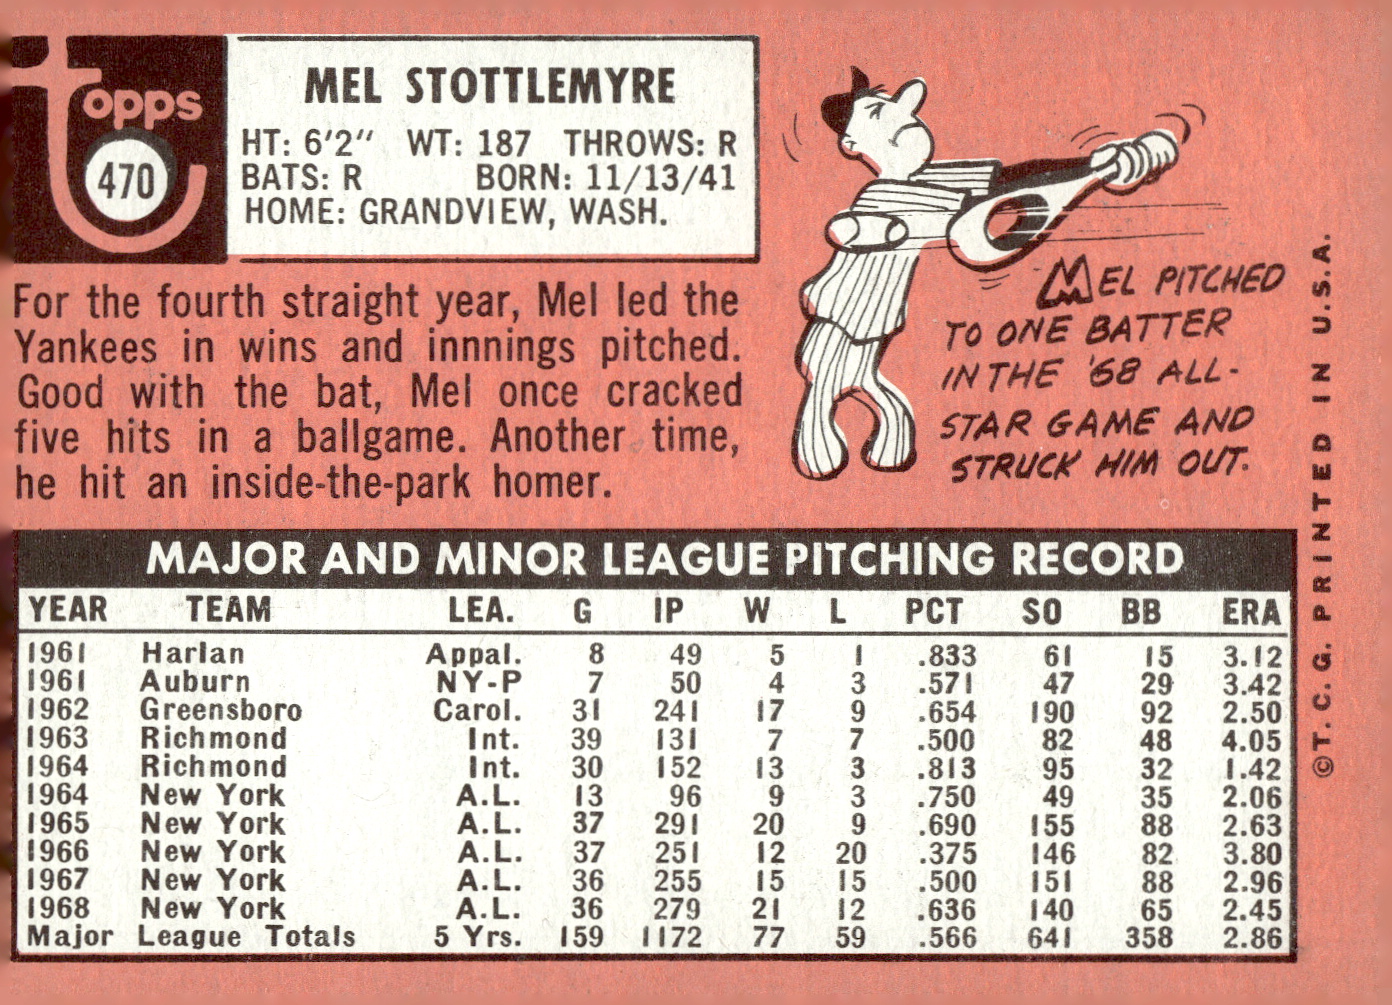 topps
470
MEL STOTTLEMYRE
HT: 6'2" WT: 187 THROWS: R
BATS: R BORN: 11/13/41
HOME: GRANDVIEW, WASH.
For the fourth straight year, Mel led the
Yankees in wins and innnings pitched.
Good with the bat, Mel once cracked
five hits in a ballgame. Another time,
he hit an inside-the-park homer.
MEL PITCHED
TO ONE BATTER
IN THE '68 ALL-
STAR GAME AND
STRUCK HIM OUT.
MAJOR AND MINOR LEAGUE PITCHING RECORD
YEAR TEAM LEA. G IP W L PCT SO BB ERA
1961 Harlan Appal. 8 49 5 1 .833 61 15 3.12
1961 Auburn NY-P 7 50 4 3 .571 47 29 3.42
1962 Greensboro Carol. 31 241 17 9 .654 190 92 2.50
1963 Richmond Int. 39 131 7 7 .500 82 48 4.05
1964 Richmond Int. 30 152 13 3 .813 95 32 1.42
1964 New York A.L. 13 96 9 3 .750 49 35 2.06
1965 New York A.L. 37 291 20 9 .690 155 88 2.63
1966 New York A.L. 37 251 12 20 .375 146 82 3.80
1967 New York A.L. 36 255 15 15 .500 151 88 2.96
1968 New York A.L. 36 279 21 12 .636 140 65 2.45
Major League Totals 5 Yrs. 159 1172 77 59 .566 641 358 2.86
©T.C.G. PRINTED IN U.S.A.